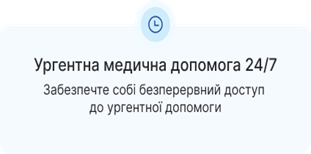 Ургентна медична допомога 24/7
Забезпечте собі безперервний доступ
до ургентної допомоги